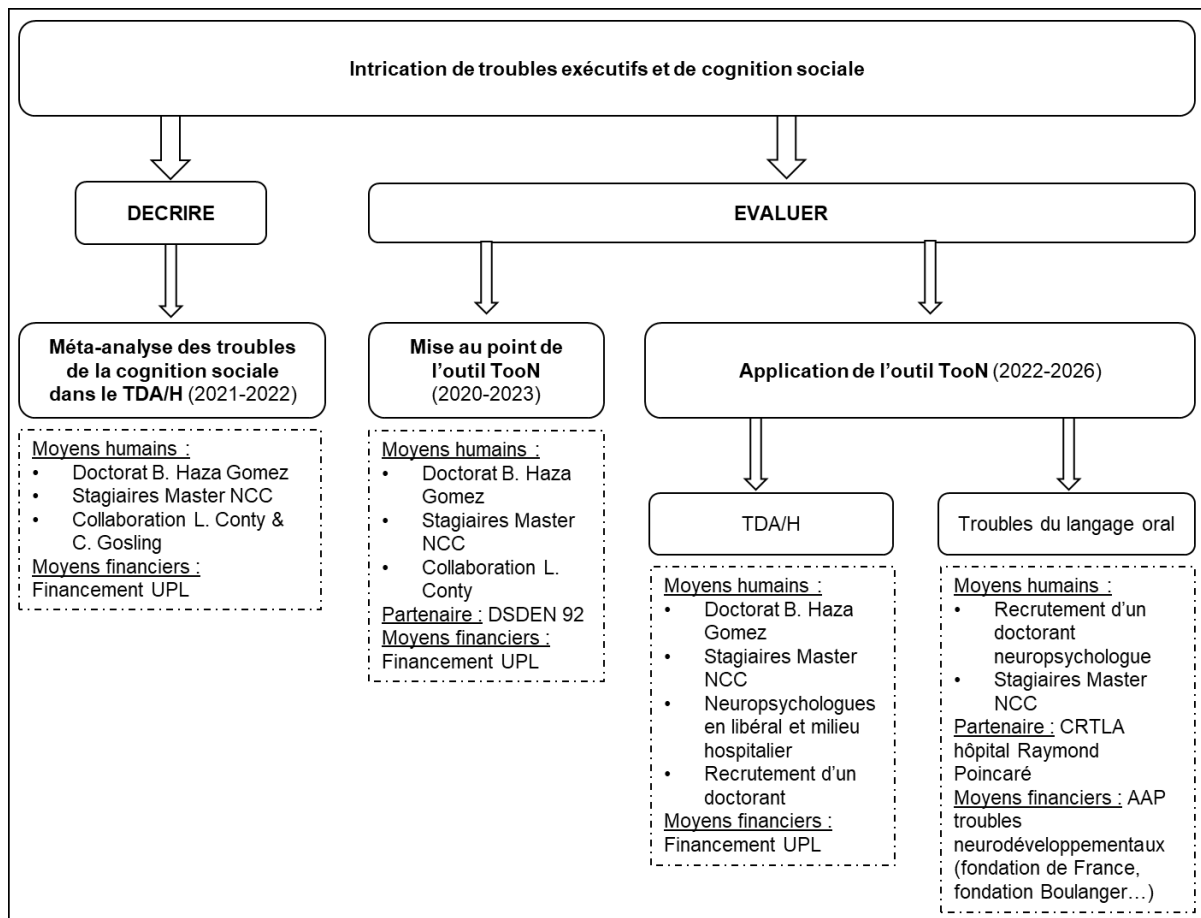 Intrication de troubles exécutifs et de cognition sociale
DECRIRE
EVALUER
Méta-analyse des troubles
de la cognition sociale
dans le TDA/H (2021-2022)
Mise au point de
l'outil TooN
(2020-2023)
Application de l'outil TooN (2022-2026)
Moyens humains :
• Doctorat B. Haza Gomez
• Stagiaires Master NCC
• Collaboration L. Conty &
C. Gosling
Moyens financiers :
Financement UPL
Moyens humains :
• Doctorat B. Haza
Gomez
• Stagiaires Master
NCC
• Collaboration L.
Conty
Partenaire : DSDEN 92
Moyens financiers :
Financement UPL
TDA/H
Troubles du langage oral
Moyens humains :
• Doctorat B. Haza
Gomez
• Stagiaires Master
NCC
• Neuropsychologues
en libéral et milieu
hospitalier
• Recrutement d'un
doctorant
Moyens financiers :
Financement UPL
Moyens humains :
• Recrutement d'un
doctorant
neuropsychologue
• Stagiaires Master
NCC
Partenaire : CRTLA
hôpital Raymond
Poincaré
Moyens financiers : AAP
troubles
neurodéveloppementaux
(fondation de France,
fondation Boulanger…)